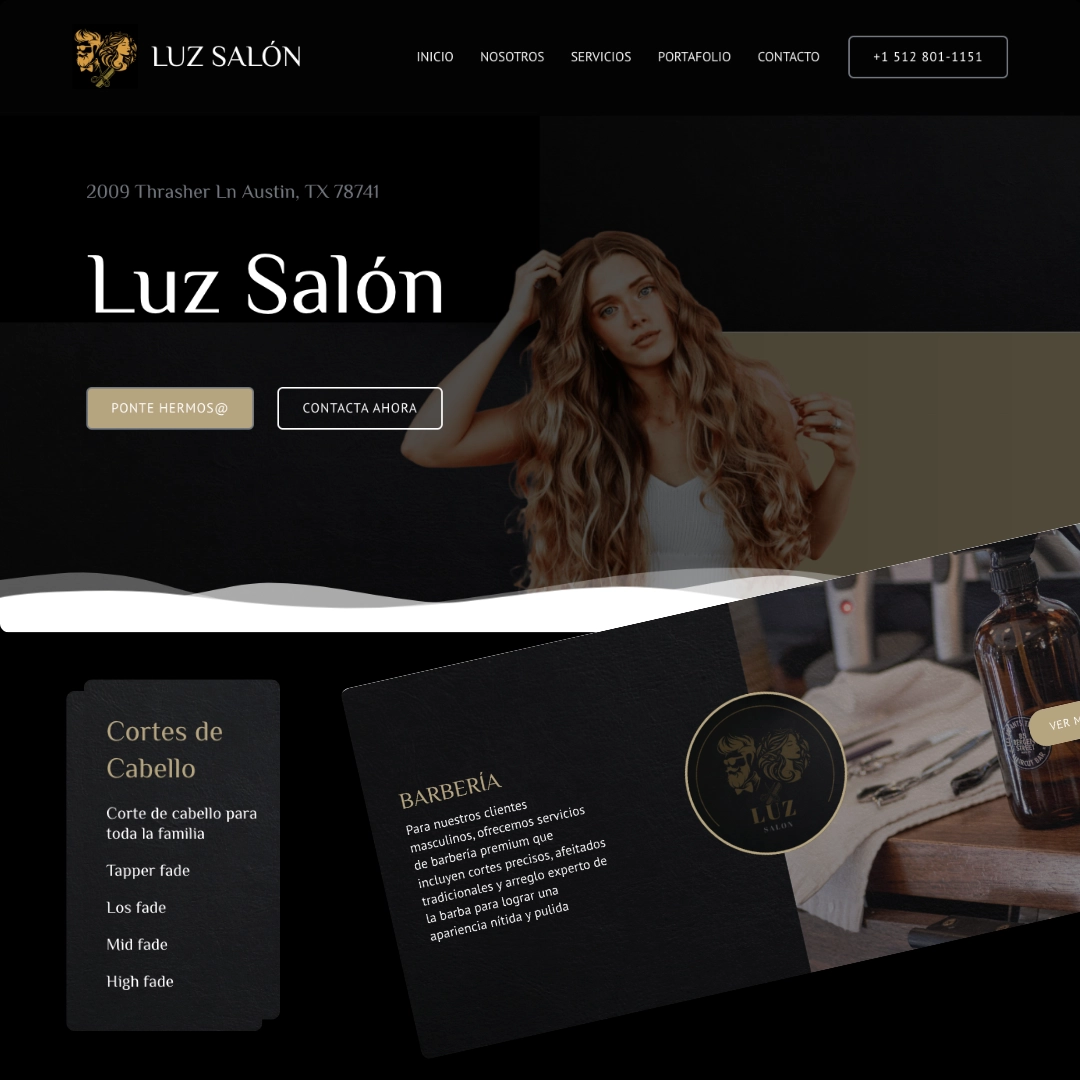 LUZ SALÓN
INICIO
NOSOTROS
SERVICIOS
PORTAFOLIO
CONTACTO
+1 512 801-1151
2009 Thrasher Ln Austin, TX 78741
Luz Salón
PONTE HERMOS@
CONTACTA AHORA
Cortes de
Cabello
Corte de cabello para
toda la familia
Tapper fade
Los fade
Mid fade
High fade
BARBERÍA
Para nuestros clientes
masculinos, ofrecemos servicios
de barbería premium que
incluyen cortes precisos, afeitados
tradicionales y arreglo experto de
la barba para lograr una
apariencia nítida y pulida
LUZ
SALON
VER